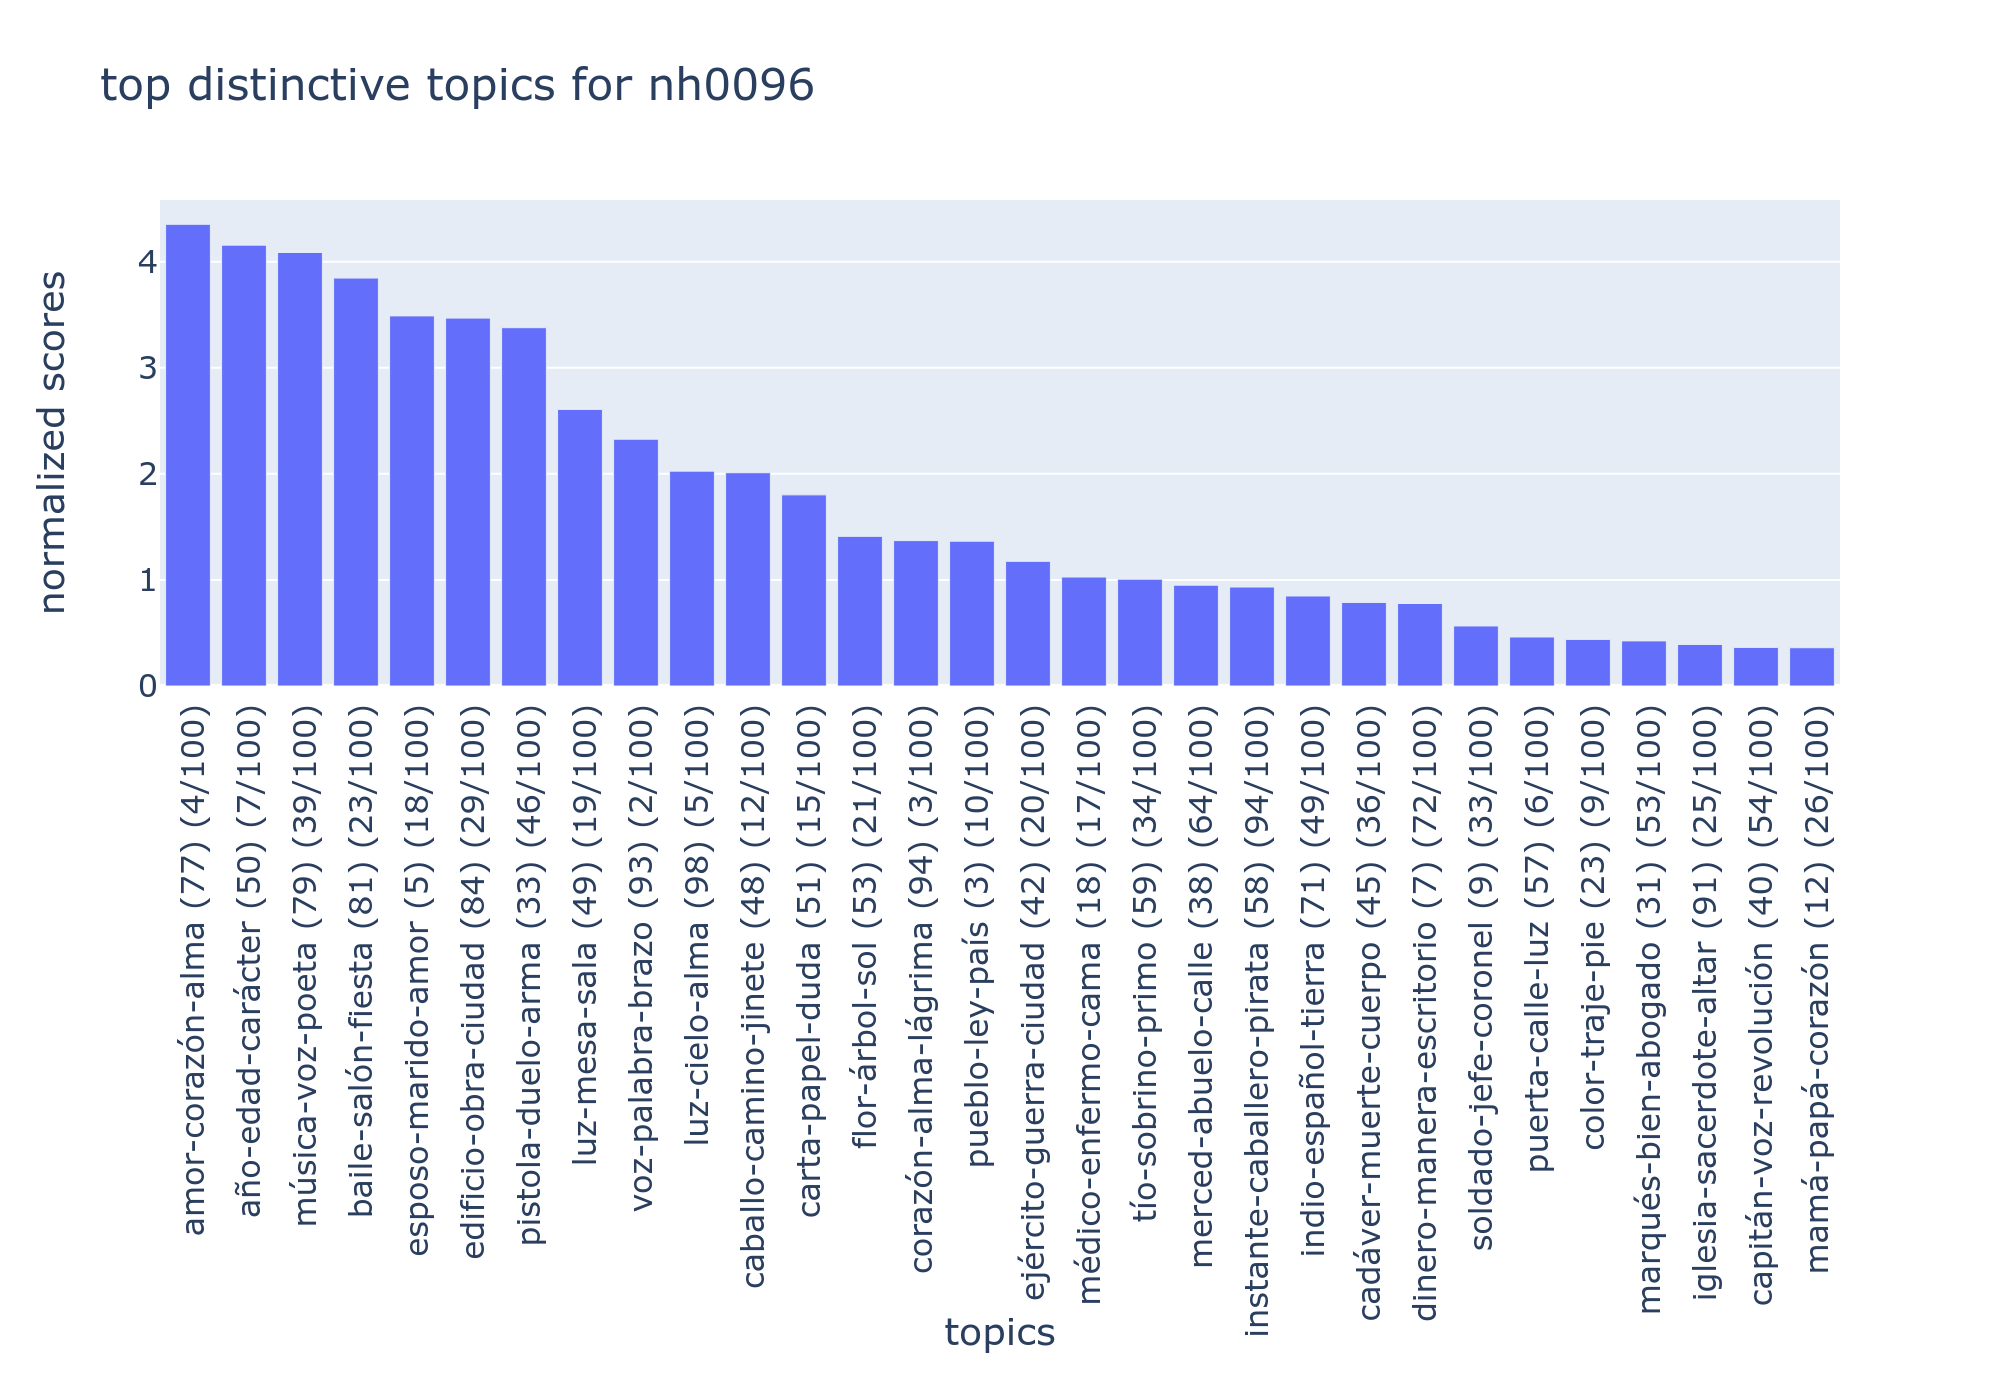 top distinctive topics for nh0096
normalized scores
4
3
2
1
0
amor-corazón-alma (77) (4/100)
año-edad-carácter (50) (7/100)
música-voz-poeta (79) (39/100)
baile-salón-fiesta (81) (23/100)
esposo-marido-amor (5) (18/100)
edificio-obra-ciudad (84) (29/100)
pistola-duelo-arma (33) (46/100)
luz-mesa-sala (49) (19/100)
voz-palabra-brazo (93) (2/100)
luz-cielo-alma (98) (5/100)
caballo-camino-jinete (48) (12/100)
carta-papel-duda (51) (15/100)
flor-árbol-sol (53) (21/100)
corazón-alma-lágrima (94) (3/100)
pueblo-ley-país (3) (10/100)
ejército-guerra-ciudad (42) (20/100)
médico-enfermo-cama (18) (17/100)
tío-sobrino-primo (59) (34/100)
merced-abuelo-calle (38) (64/100)
instante-caballero-pirata (58) (94/100)
indio-español-tierra (71) (49/100)
cadáver-muerte-cuerpo (45) (36/100)
dinero-manera-escritorio (7) (72/100)
soldado-jefe-coronel (9) (33/100)
puerta-calle-luz (57) (6/100)
color-traje-pie (23) (9/100)
marqués-bien-abogado (31) (53/100)
iglesia-sacerdote-altar (91) (25/100)
capitán-voz-revolución (40) (54/100)
mamá-papá-corazón (12) (26/100)
topics